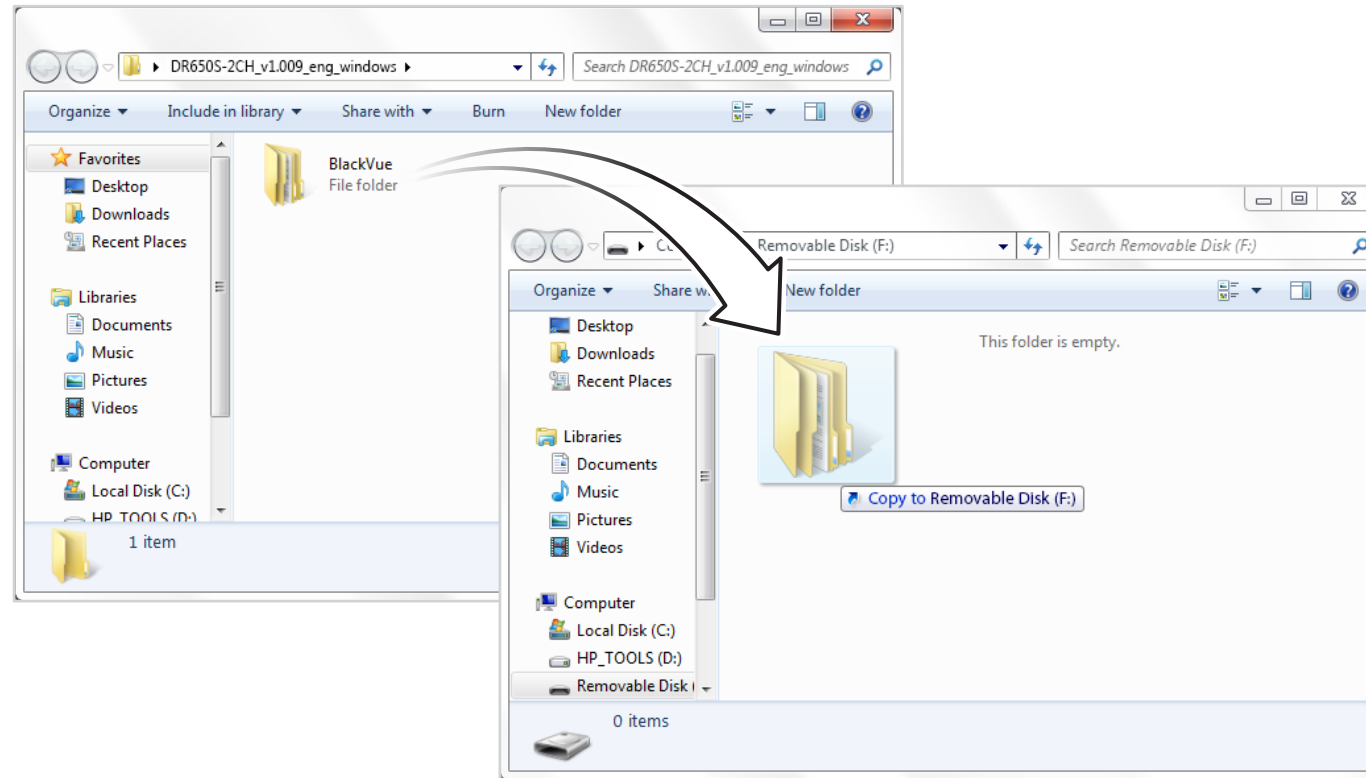 DR650S-2CH_v1.009_eng_windows
Search DR650S-2CH_v1.009_eng_windows
Organize Include in library Share with Burn New folder
Favorites
Desktop
Downloads
Recent Places
Libraries
Documents
Music
Pictures
Videos
Computer
Local Disk (C:)
HP_TOOLS (D:)
BlackVue
File folder
1 item
Removable Disk (F:)
Search Removable Disk (F:)
Organize Share New folder
Desktop
Downloads
Recent Places
Libraries
Documents
Music
Pictures
Videos
Computer
Local Disk (C:)
HP_TOOLS (D:)
Removable Disk (
This folder is empty.
Copy to Removable Disk (F:)
0 items